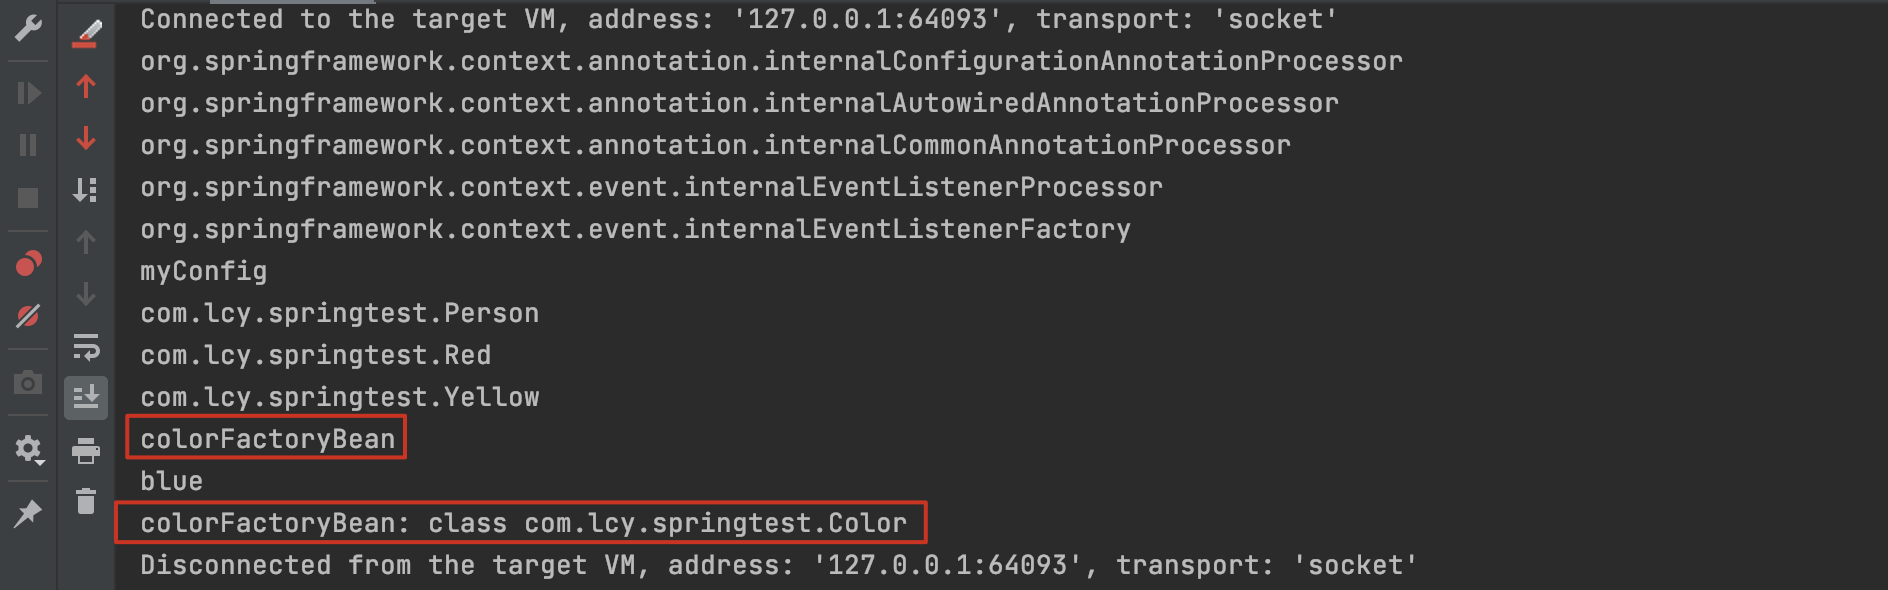 Connected to the target VM, address: '127.0.0.1:64093', transport: 'socket'
org.springframework.context.annotation.internalConfigurationAnnotationProcessor
org.springframework.context.annotation.internalAutowiredAnnotationProcessor
org.springframework.context.annotation.internalCommonAnnotationProcessor
org.springframework.context.event.internalEventListenerProcessor
org.springframework.context.event.internalEventListenerFactory
myConfig
com.lcy.springtest.Person
com.lcy.springtest.Red
com.lcy.springtest.Yellow
colorFactoryBean
blue
colorFactoryBean: class com.lcy.springtest.Color
Disconnected from the target VM, address: '127.0.0.1:64093', transport: 'socket'